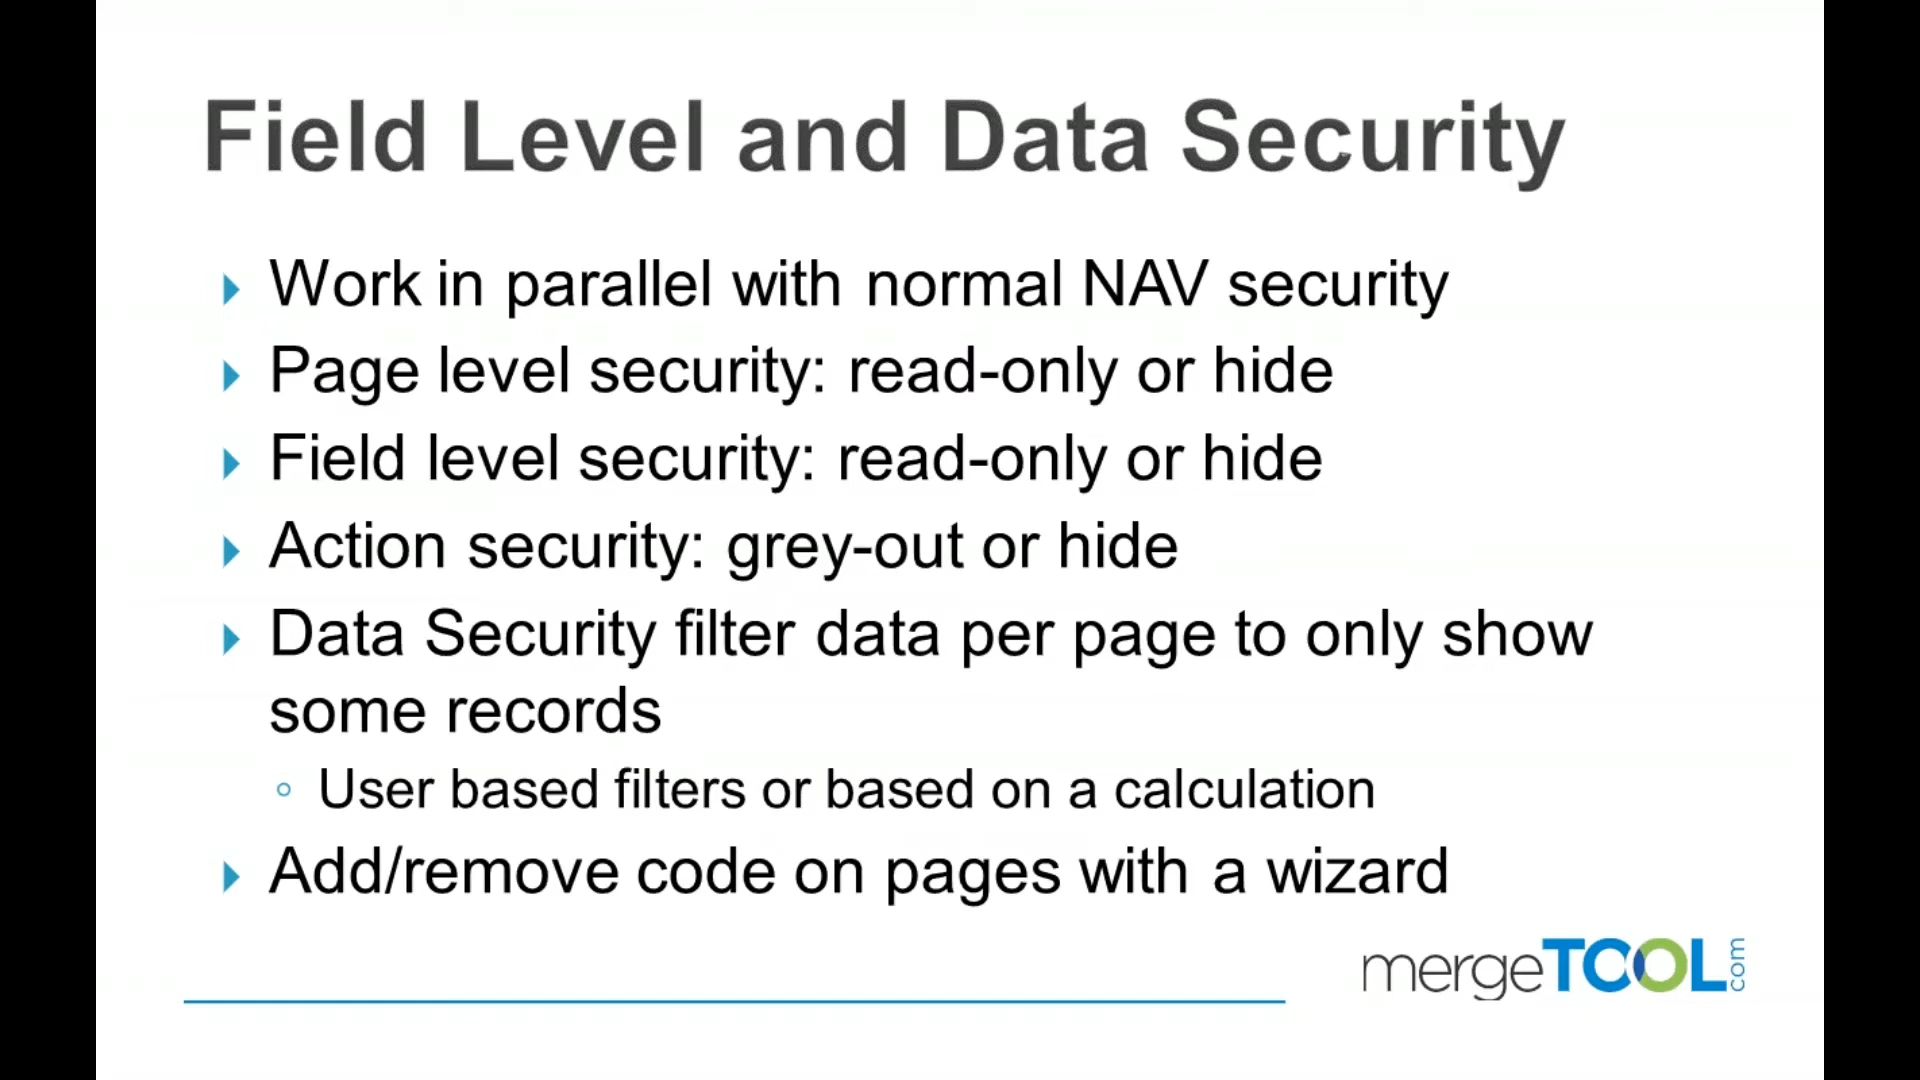 Field Level and Data Security
Work in parallel with normal NAV security
Page level security: read-only or hide
Field level security: read-only or hide
Action security: grey-out or hide
Data Security filter data per page to only show
some records
User based filters or based on a calculation
Add/remove code on pages with a wizard
mergeTOOL.com